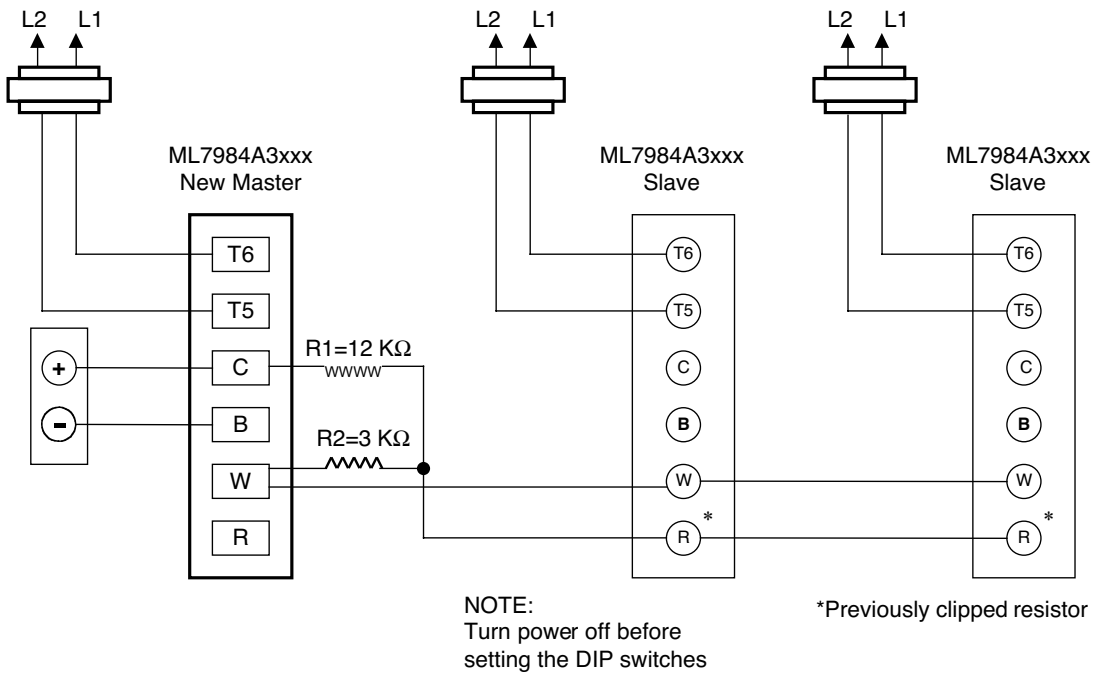 L2 L1
L2 L1
L2 L1
ML7984A3xxx
New Master
ML7984A3xxx
Slave
ML7984A3xxx
Slave
T6
T5
C
B
W
R
+
-
R1=12 KΩ
R2=3 KΩ
T6
T5
C
B
W
R
*
T6
T5
C
B
W
R
*
NOTE:
Turn power off before
setting the DIP switches
*Previously clipped resistor